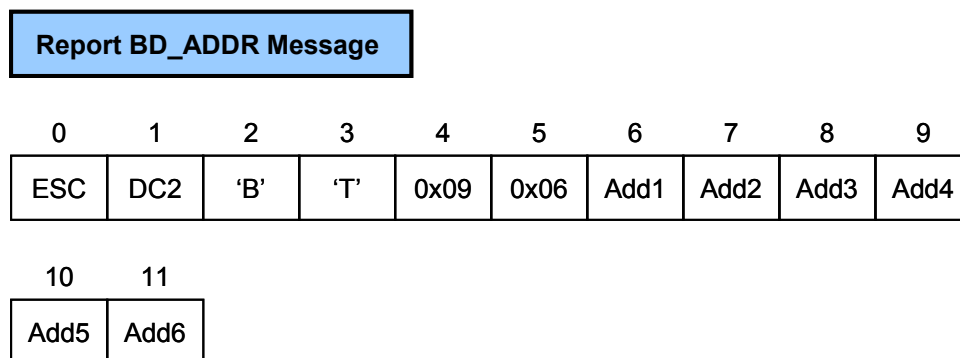 Report BD_ADDR Message
0 1 2 3 4 5 6 7 8 9
ESC DC2 ‘B’ ‘T’ 0x09 0x06 Add1 Add2 Add3 Add4
10 11
Add5 Add6